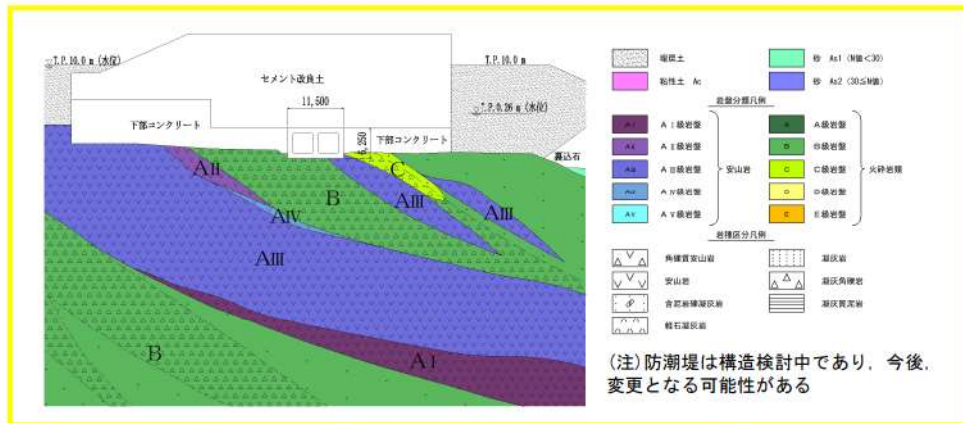 T.P.10.0 m (水位)
セメント改良土
11,500
6,250
下部コンクリート
下部コンクリート
T.P.10.0 m
T.P.0.26 m (水位)
裏込石
AII
AIV
AIII
B
C
AIII
AIII
B
AI
埋戻土
砂 As1 (N値<30)
粘性土 Ac
砂 As2 (30≦N値)
岩盤分類凡例
AⅠ級岩盤
A級岩盤
AⅡ級岩盤
B級岩盤
AⅢ級岩盤
安山岩
C C級岩盤
火砕岩類
AⅣ級岩盤
D D級岩盤
AⅤ級岩盤
E E級岩盤
岩種区分凡例
角礫質安山岩
凝灰岩
安山岩
凝灰角礫岩
含泥岩礫凝灰岩
凝灰質泥岩
軽石凝灰岩
(注)防潮堤は構造検討中であり，今後，
変更となる可能性がある